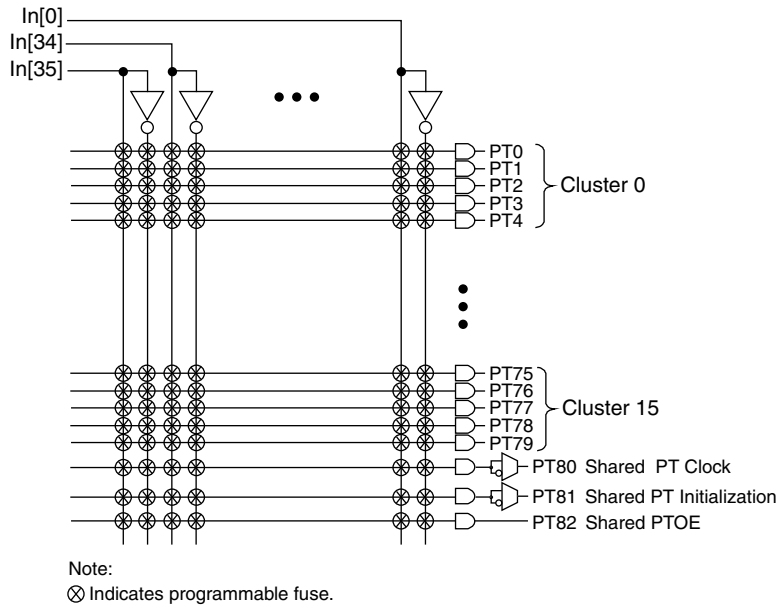 In[0]
In[34]
In[35]
PT0
PT1
PT2
PT3
PT4
Cluster 0
PT75
PT76
PT77
PT78
PT79
Cluster 15
PT80 Shared PT Clock
PT81 Shared PT Initialization
PT82 Shared PTOE
Note:
Indicates programmable fuse.